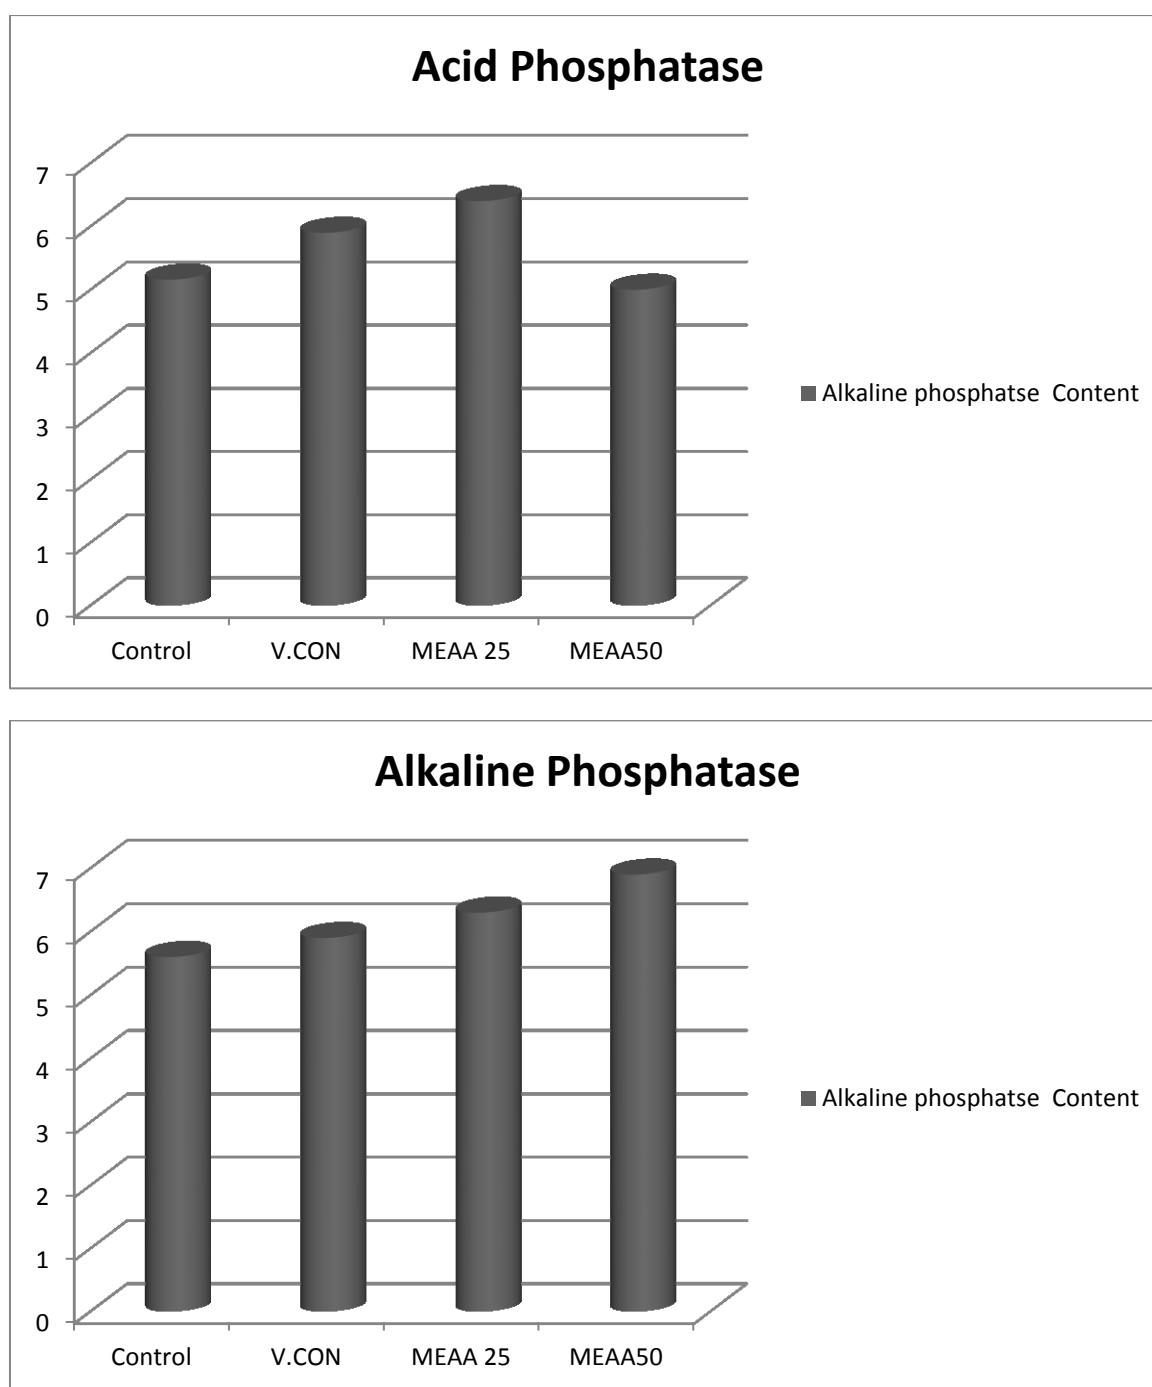 Acid Phosphatase
7
6
5
4
3
2
1
0
Control V.CON MEAA 25 MEAA50
Alkaline phosphatse Content
Alkaline Phosphatase
7
6
5
4
3
2
1
0
Control V.CON MEAA 25 MEAA50
Alkaline phosphatse Content